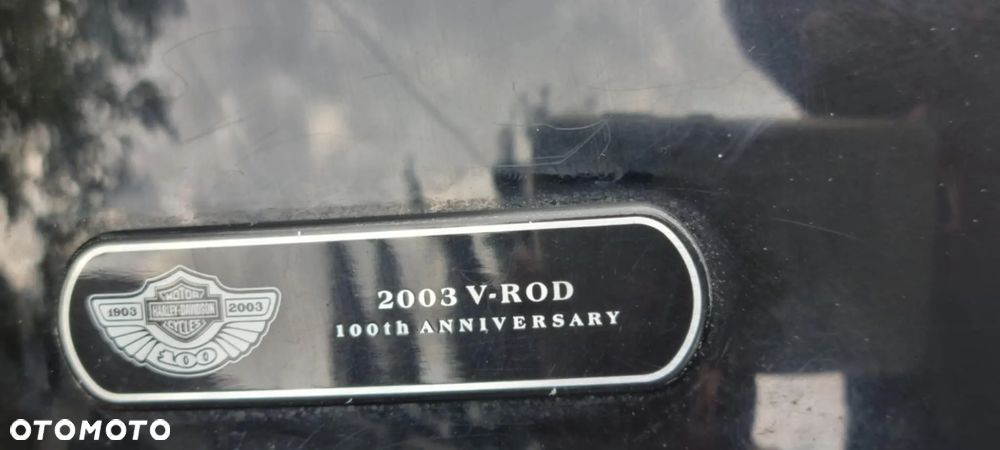 MOTOR
1903 HARLEY-DAVIDSON 2003
CYCLES
100
2003 V-ROD
100th ANNIVERSARY
OTOMOTO